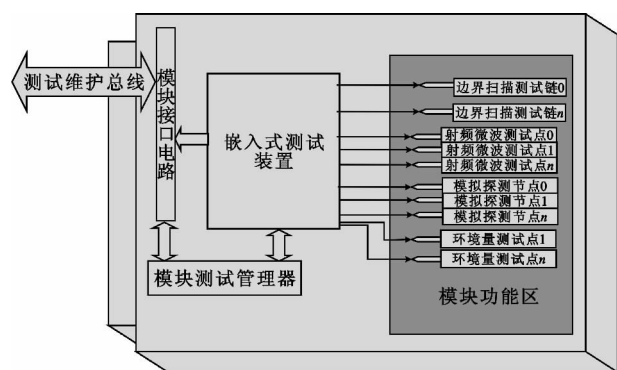 测试维护总线
模块接口电路
嵌入式测试
装置
模块测试管理器
边界扫描测试链0
边界扫描测试链n
射频微波测试点0
射频微波测试点1
射频微波测试点n
模拟探测节点0
模拟探测节点1
模拟探测节点n
环境量测试点1
环境量测试点n
模块功能区